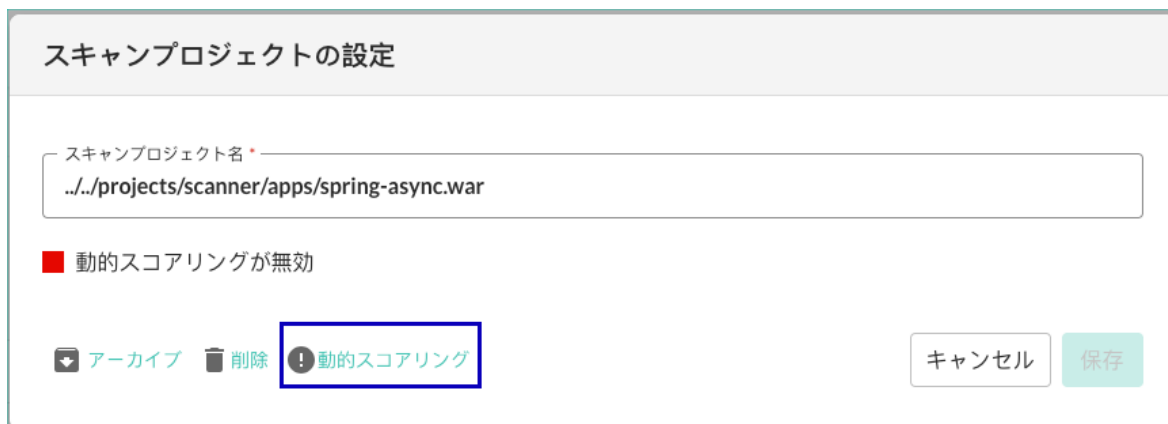 スキャンプロジェクトの設定
スキャンプロジェクト名 *
../../projects/scanner/apps/spring-async.war
動的スコアリングが無効
アーカイブ 削除 動的スコアリング キャンセル 保存